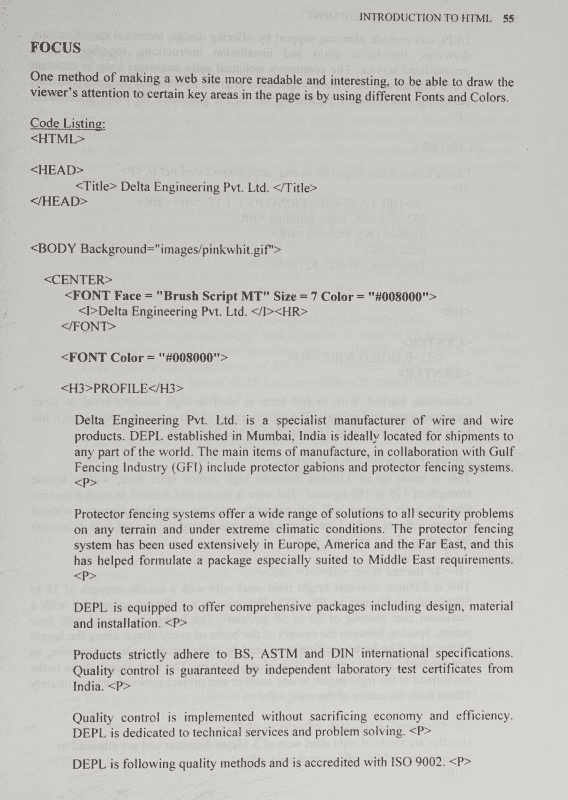 INTRODUCTION TO HTML 55
FOCUS
One method of making a web site more readable and interesting, to be able to draw the
viewer's attention to certain key areas in the page is by using different Fonts and Colors.
Code Listing:
<HTML>
<HEAD>
<Title> Delta Engineering Pvt. Ltd. </Title>
</HEAD>
<BODY Background="images/pinkwhit.gif">
<CENTER>
<FONT Face = "Brush Script MT" Size = 7 Color = "#008000">
<I>Delta Engineering Pvt. Ltd. </I><HR>
</FONT>
<FONT Color = "#008000">
<H3>PROFILE</H3>
Delta Engineering Pvt. Ltd. is a specialist manufacturer of wire and wire
products. DEPL established in Mumbai, India is ideally located for shipments to
any part of the world. The main items of manufacture, in collaboration with Gulf
Fencing Industry (GFI) include protector gabions and protector fencing systems.
<P>
Protector fencing systems offer a wide range of solutions to all security problems
on any terrain and under extreme climatic conditions. The protector fencing
system has been used extensively in Europe, America and the Far East, and this
has helped formulate a package especially suited to Middle East requirements.
<P>
DEPL is equipped to offer comprehensive packages including design, material
and installation. <P>
Products strictly adhere to BS, ASTM and DIN international specifications.
Quality control is guaranteed by independent laboratory test certificates from
India. <P>
Quality control is implemented without sacrificing economy and efficiency.
DEPL is dedicated to technical services and problem solving. <P>
DEPL is following quality methods and is accredited with ISO 9002. <P>